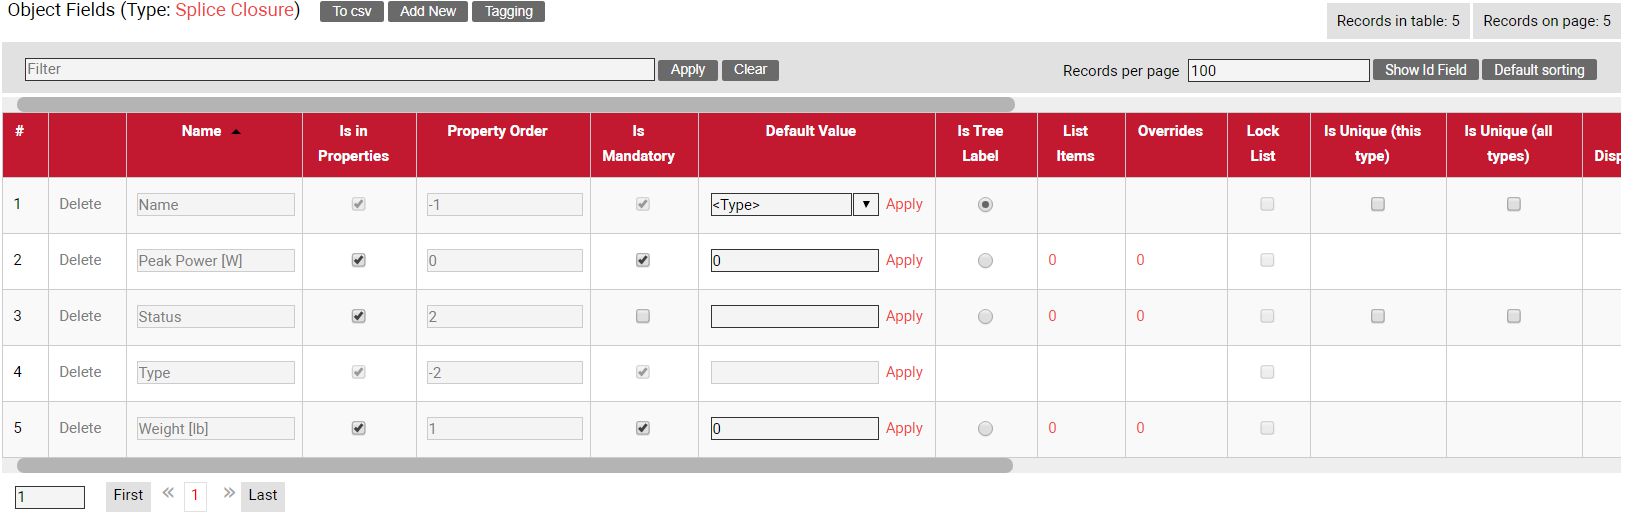 Object Fields (Type: Splice Closure) To csv Add New Tagging Records in table: 5 Records on page: 5
Filter Apply Clear Records per page 100 Show Id Field Default sorting
# Name Is in Properties Property Order Is Mandatory Default Value Is Tree Label List Items Overrides Lock List Is Unique (this type) Is Unique (all types) Disp
1 Delete Name -1 <Type> Apply
2 Delete Peak Power [W] 0 0 Apply 0 0
3 Delete Status 2 Apply 0 0
4 Delete Type -2 Apply
5 Delete Weight [lb] 1 0 Apply 0 0
1 First « 1 » Last